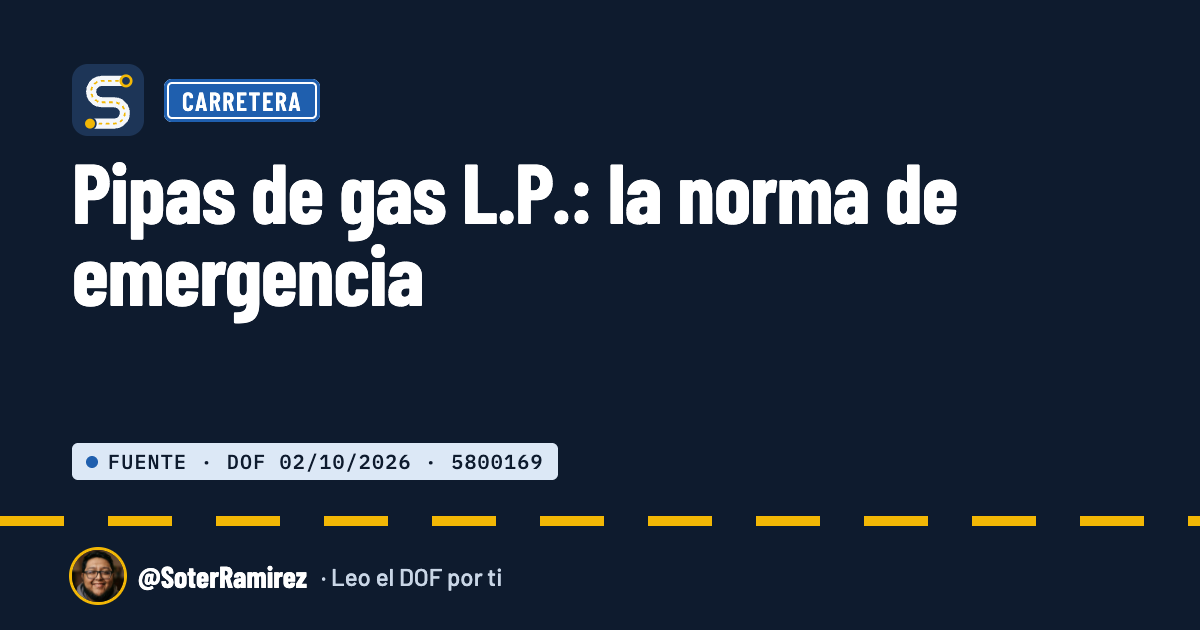 CARRETERA
Pipas de gas L.P.: la norma de
emergencia
FUENTE · DOF 02/10/2026 · 5800169
@SoterRamirez · Leo el DOF por ti